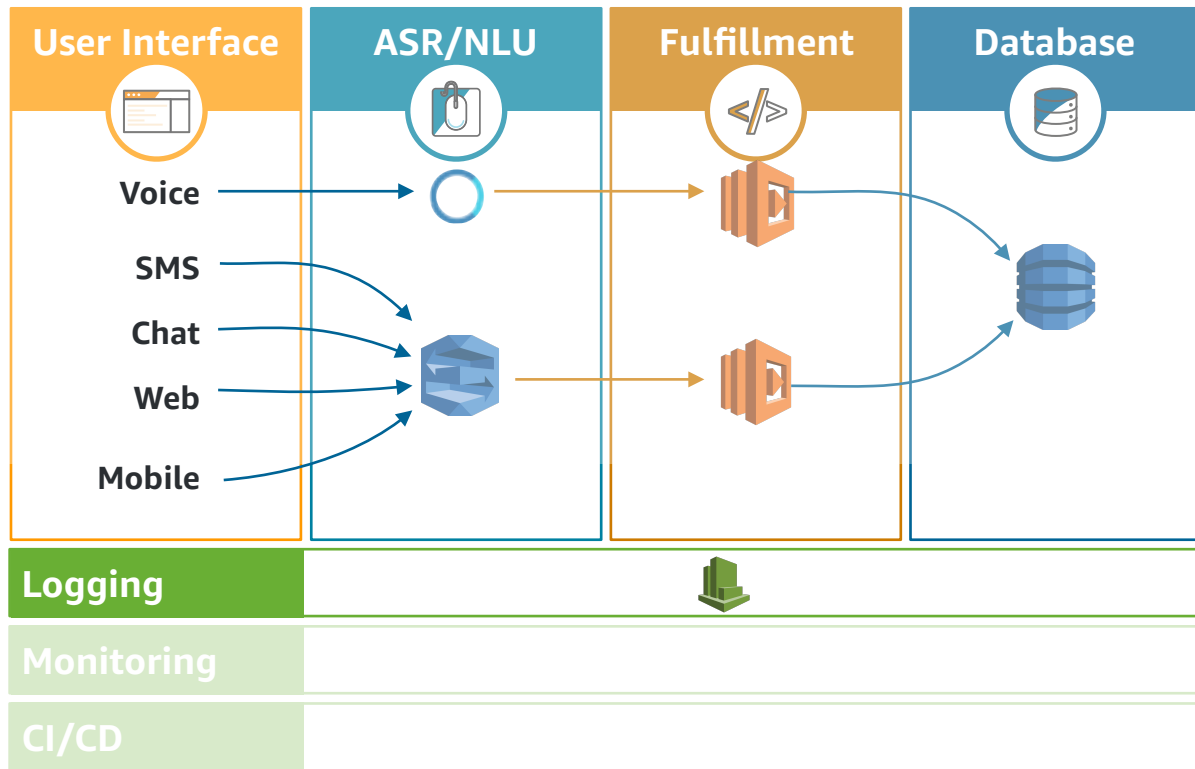 User Interface
ASR/NLU
Fulfillment
Database
Voice
SMS
Chat
Web
Mobile
Logging
Monitoring
CI/CD